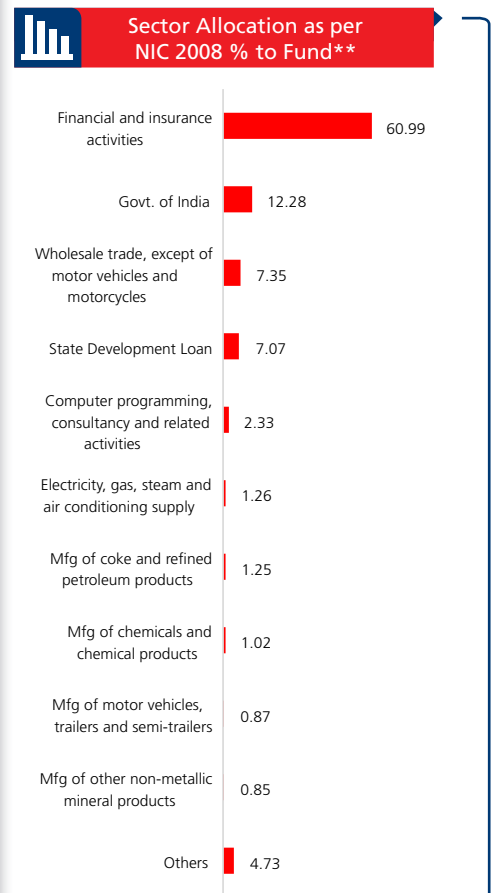 Sector Allocation as per
NIC 2008 % to Fund**
Financial and insurance
activities
60.99
Govt. of India
12.28
Wholesale trade, except of
motor vehicles and
motorcycles
7.35
State Development Loan
7.07
Computer programming,
consultancy and related
activities
2.33
Electricity, gas, steam and
air conditioning supply
1.26
Mfg of coke and refined
petroleum products
1.25
Mfg of chemicals and
chemical products
1.02
Mfg of motor vehicles,
trailers and semi-trailers
0.87
Mfg of other non-metallic
mineral products
0.85
Others
4.73